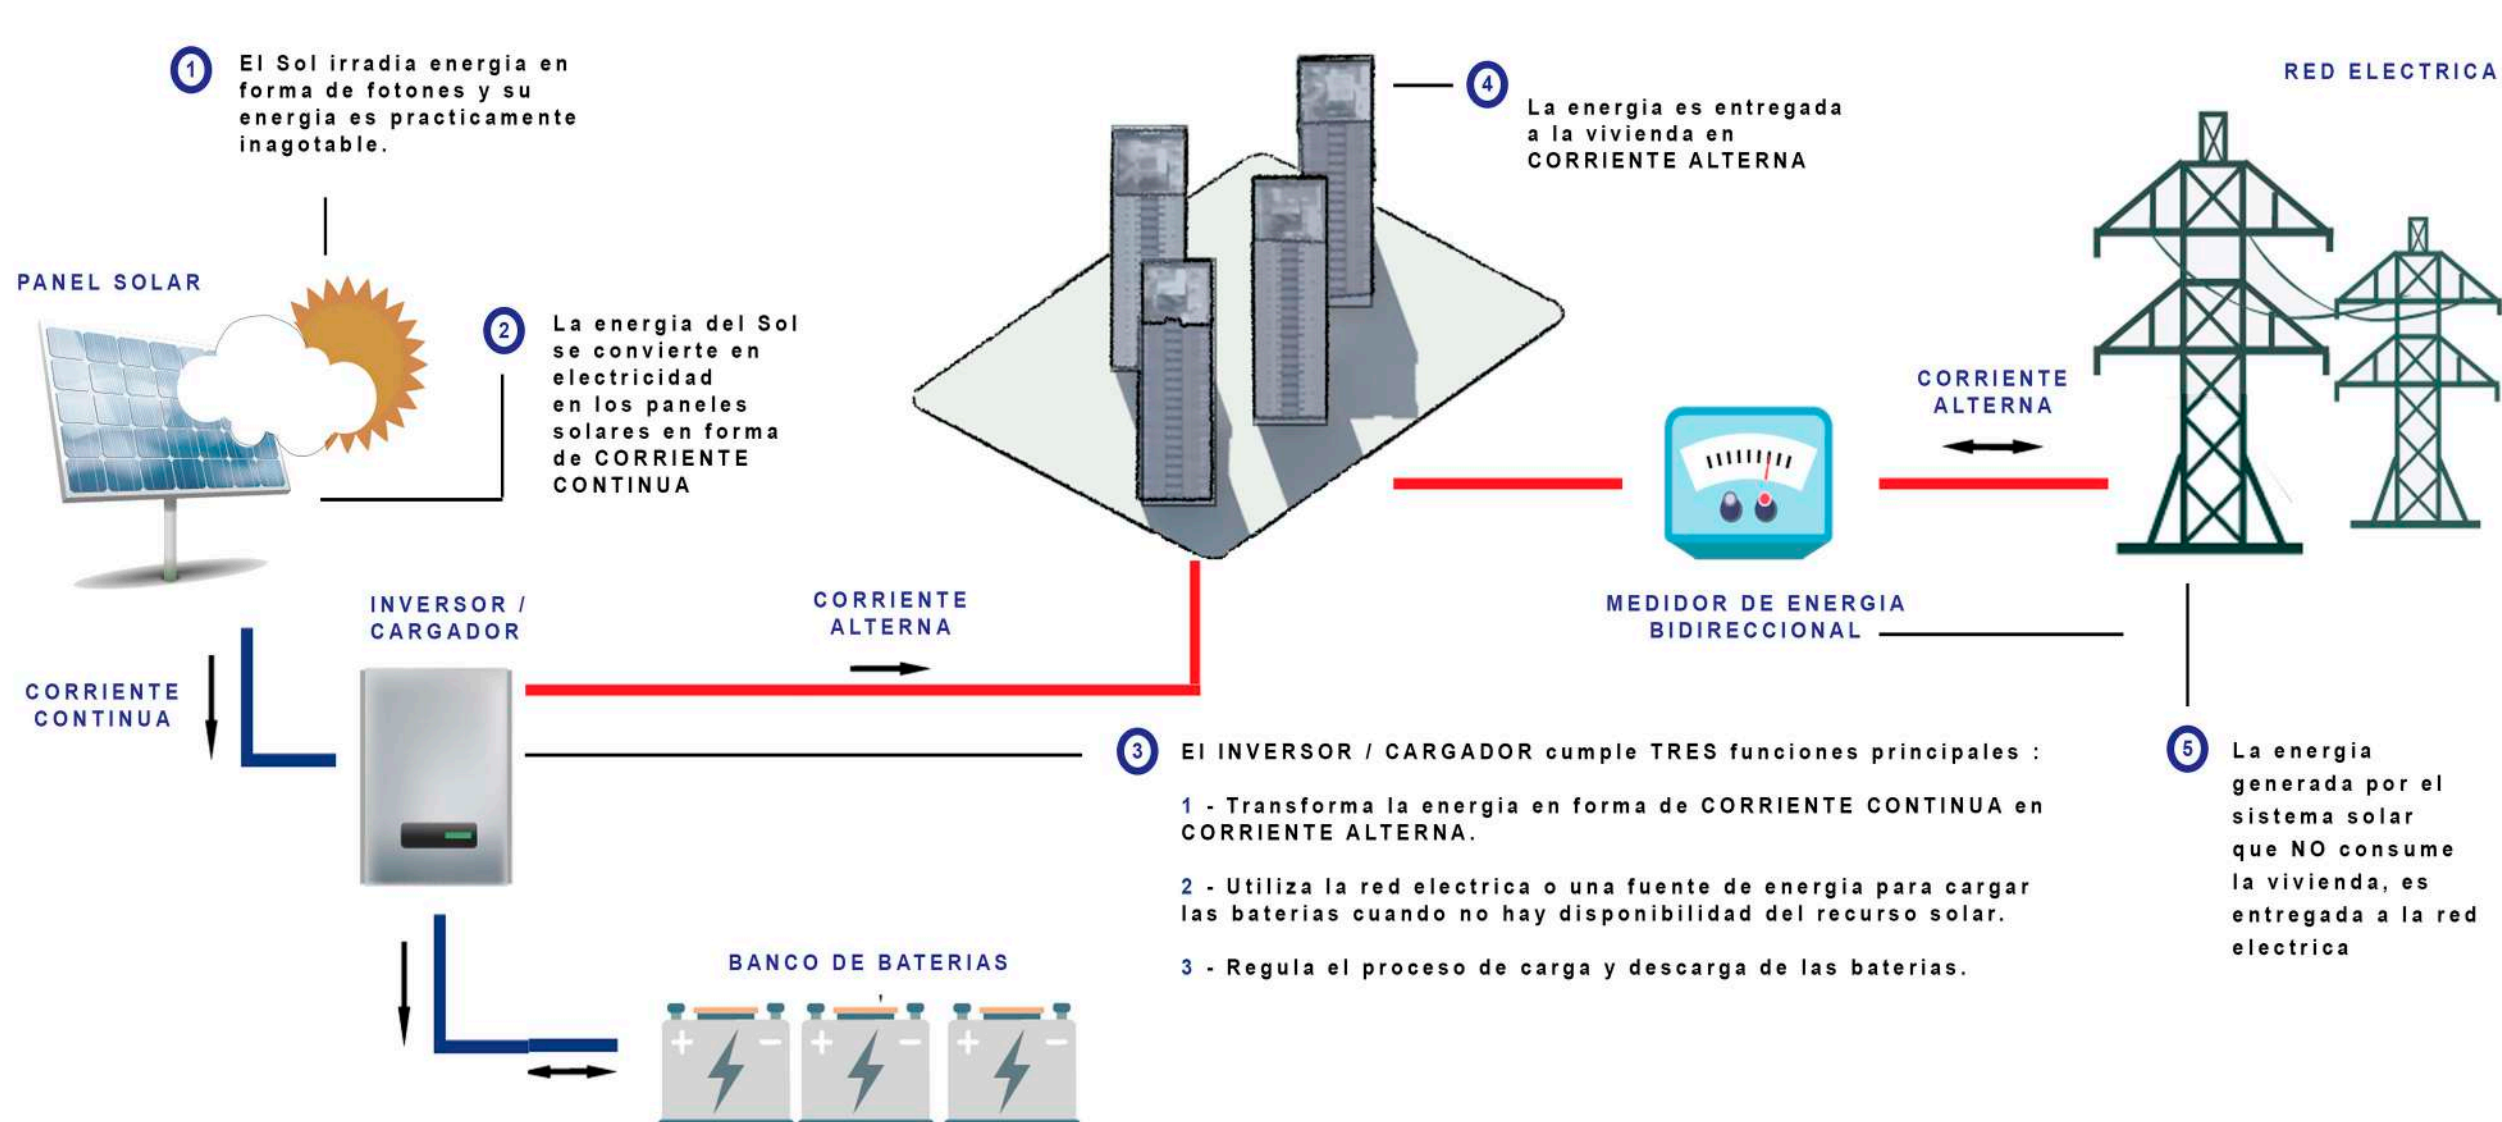 1
El Sol irradia energia en
forma de fotones y su
energia es practicamente
inagotable.
PANEL SOLAR
2
La energia del Sol
se convierte en
electricidad
en los paneles
solares en forma
de CORRIENTE
CONTINUA
4
La energia es entregada
a la vivienda en
CORRIENTE ALTERNA
RED ELECTRICA
CORRIENTE
ALTERNA
MEDIDOR DE ENERGIA
BIDIRECCIONAL
INVERSOR /
CARGADOR
CORRIENTE
ALTERNA
CORRIENTE
CONTINUA
3
El INVERSOR / CARGADOR cumple TRES funciones principales :
1 - Transforma la energia en forma de CORRIENTE CONTINUA en
CORRIENTE ALTERNA.
2 - Utiliza la red electrica o una fuente de energia para cargar
las baterias cuando no hay disponibilidad del recurso solar.
3 - Regula el proceso de carga y descarga de las baterias.
5
La energia
generada por el
sistema solar
que NO consume
la vivienda, es
entregada a la red
electrica
BANCO DE BATERIAS
+ - + - + -